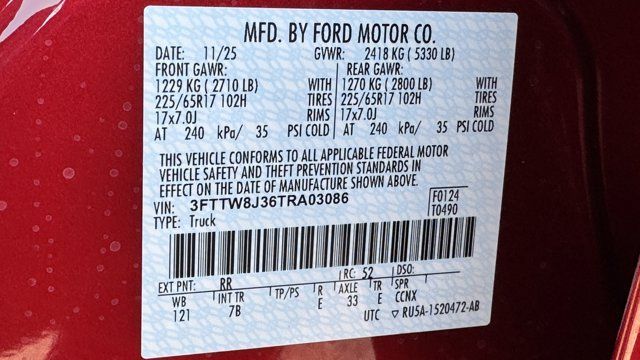 MFD. BY FORD MOTOR CO.
DATE: 11/25 GVWR: 2418 KG ( 5330 LB)
FRONT GAWR: REAR GAWR:
1229 KG ( 2710 LB) WITH 1270 KG ( 2800 LB) WITH
225/65R17 102H TIRES 225/65R17 102H TIRES
17x7.0J RIMS 17x7.0J RIMS
AT 240 kPa/ 35 PSI COLD AT 240 kPa/ 35 PSI COLD
THIS VEHICLE CONFORMS TO ALL APPLICABLE FEDERAL MOTOR
VEHICLE SAFETY AND THEFT PREVENTION STANDARDS IN
EFFECT ON THE DATE OF MANUFACTURE SHOWN ABOVE.
VIN: 3FTTW8J36TRA03086 F0124
TYPE: Truck T0490
EXT PNT: RR RC: 52 DSO:
WB INT TR TP/PS R AXLE TR SPR
121 7B E 33 E CCNX
UTC ▽ RU5A-1520472-AB